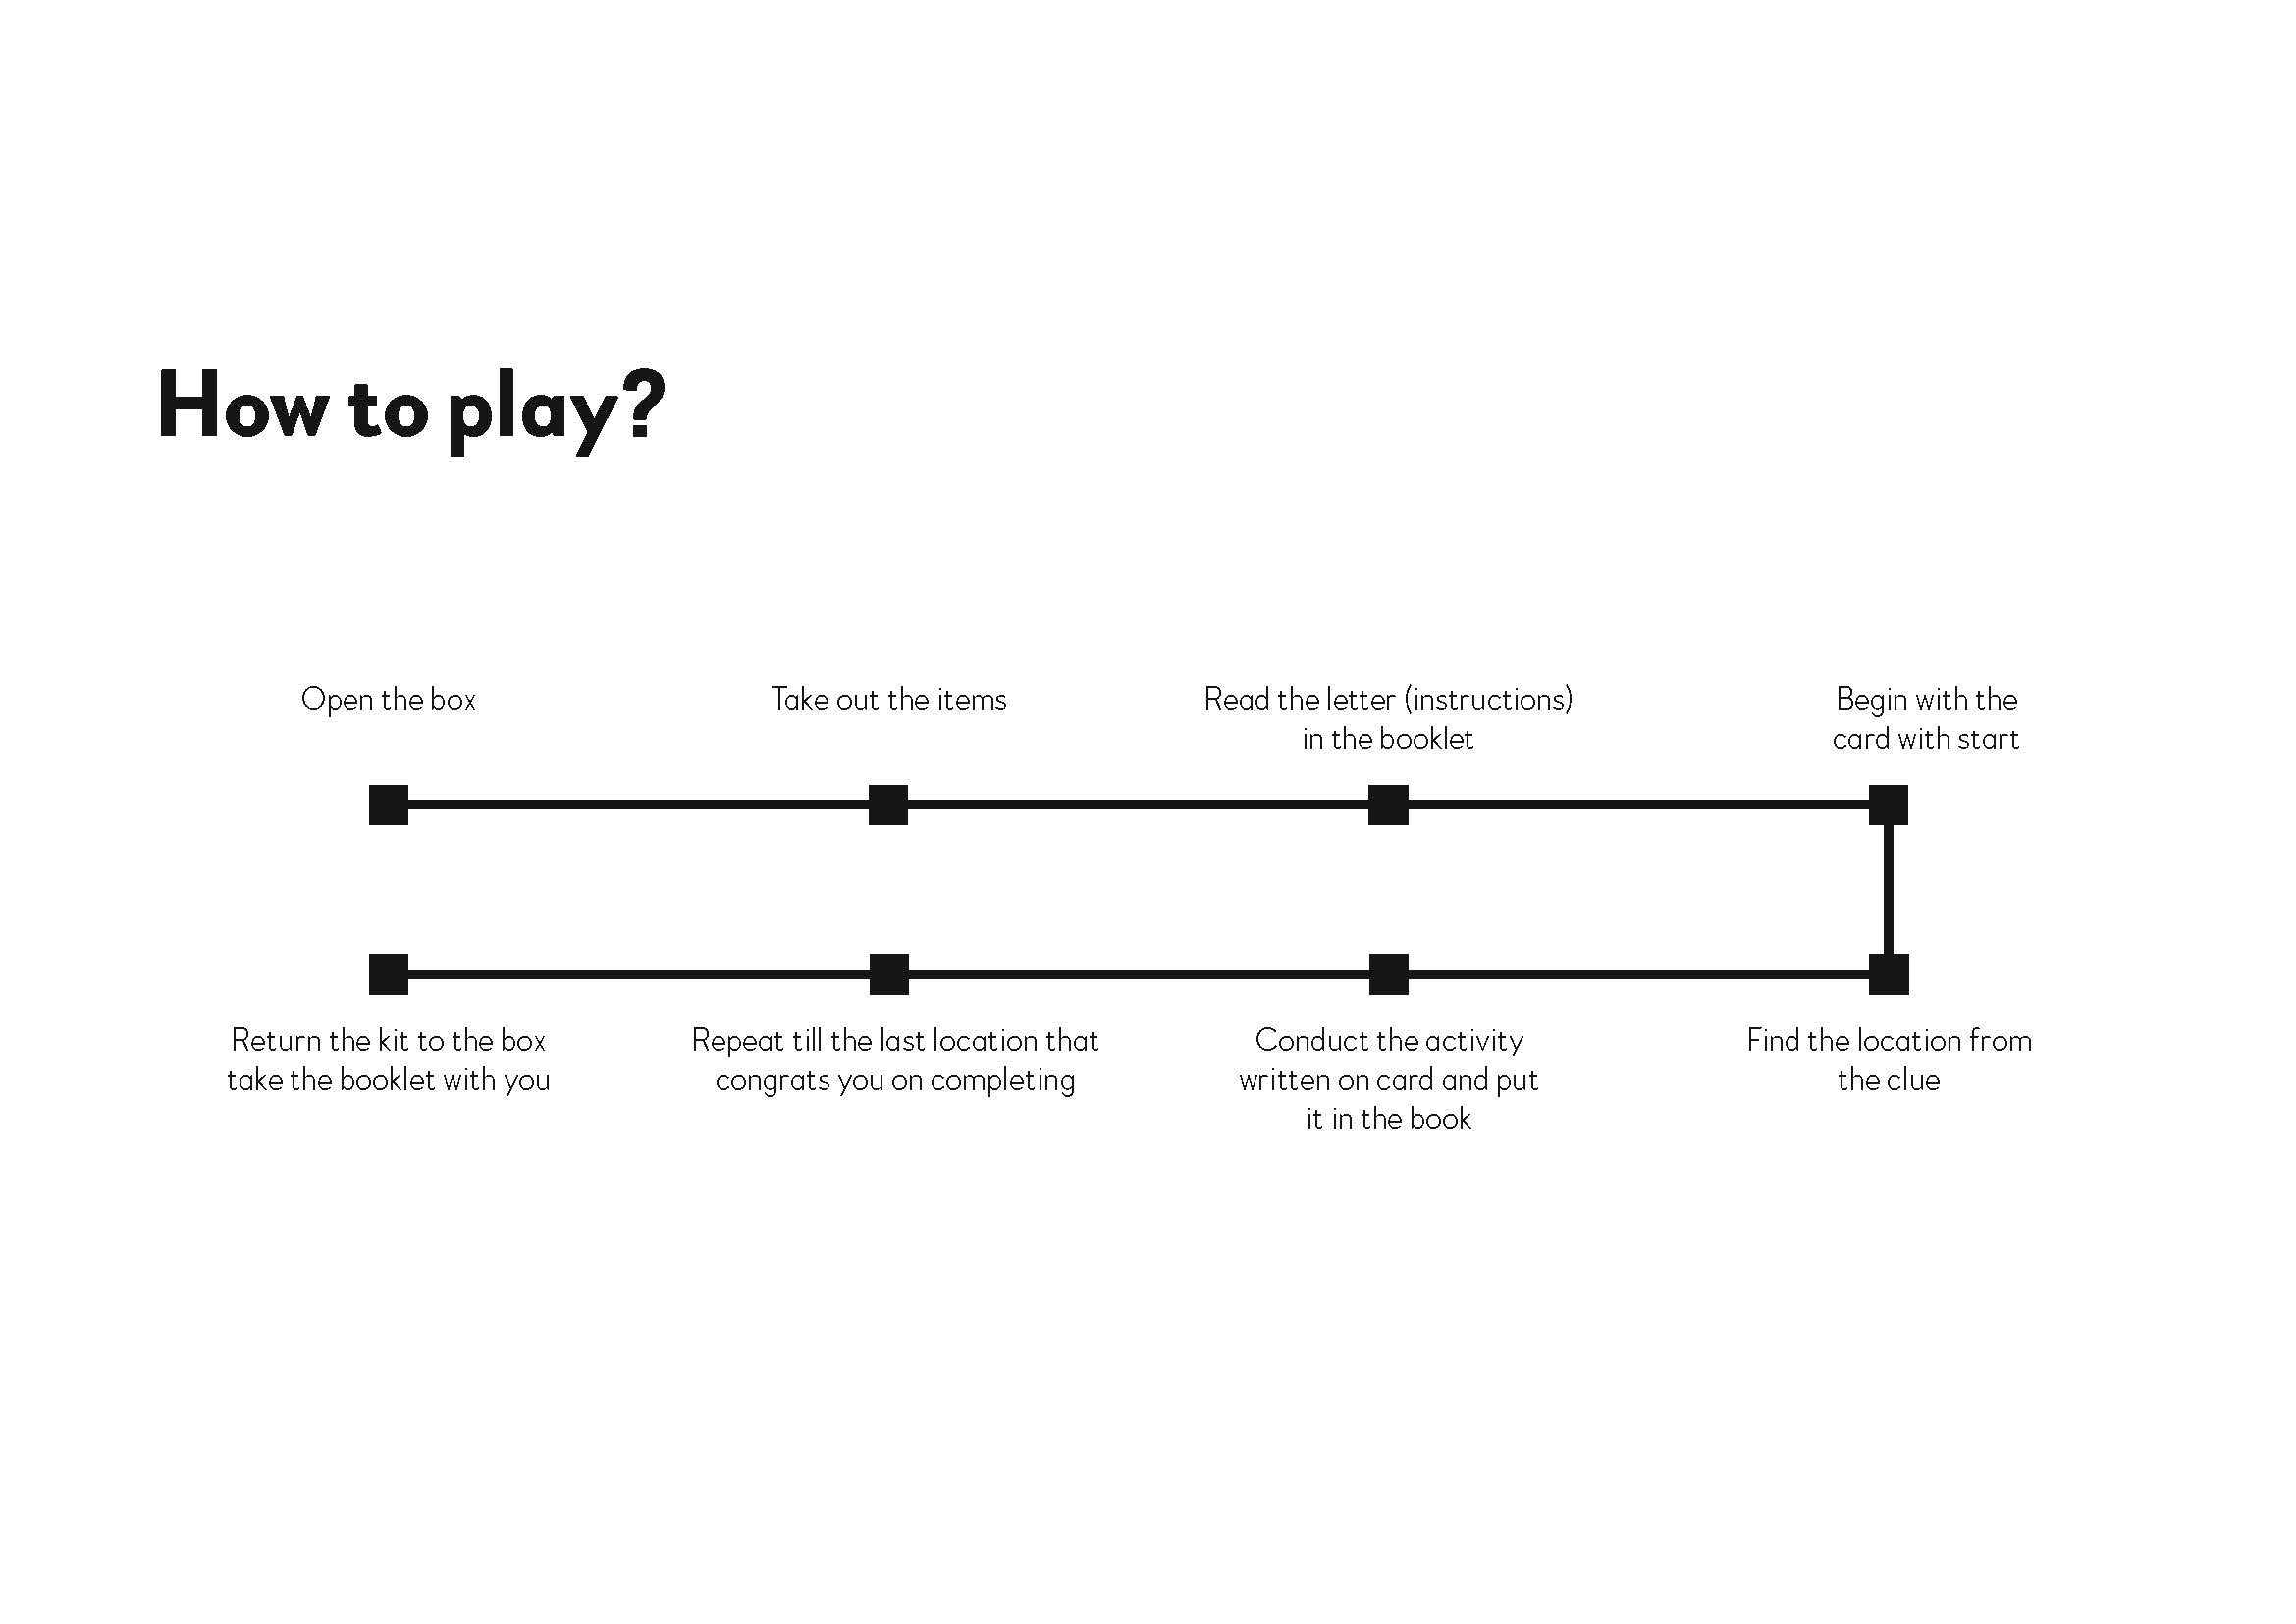 How to play?
Open the box
Take out the items
Read the letter (instructions)
in the booklet
Begin with the
card with start
Return the kit to the box
take the booklet with you
Repeat till the last location that
congrats you on completing
Conduct the activity
written on card and put
it in the book
Find the location from
the clue